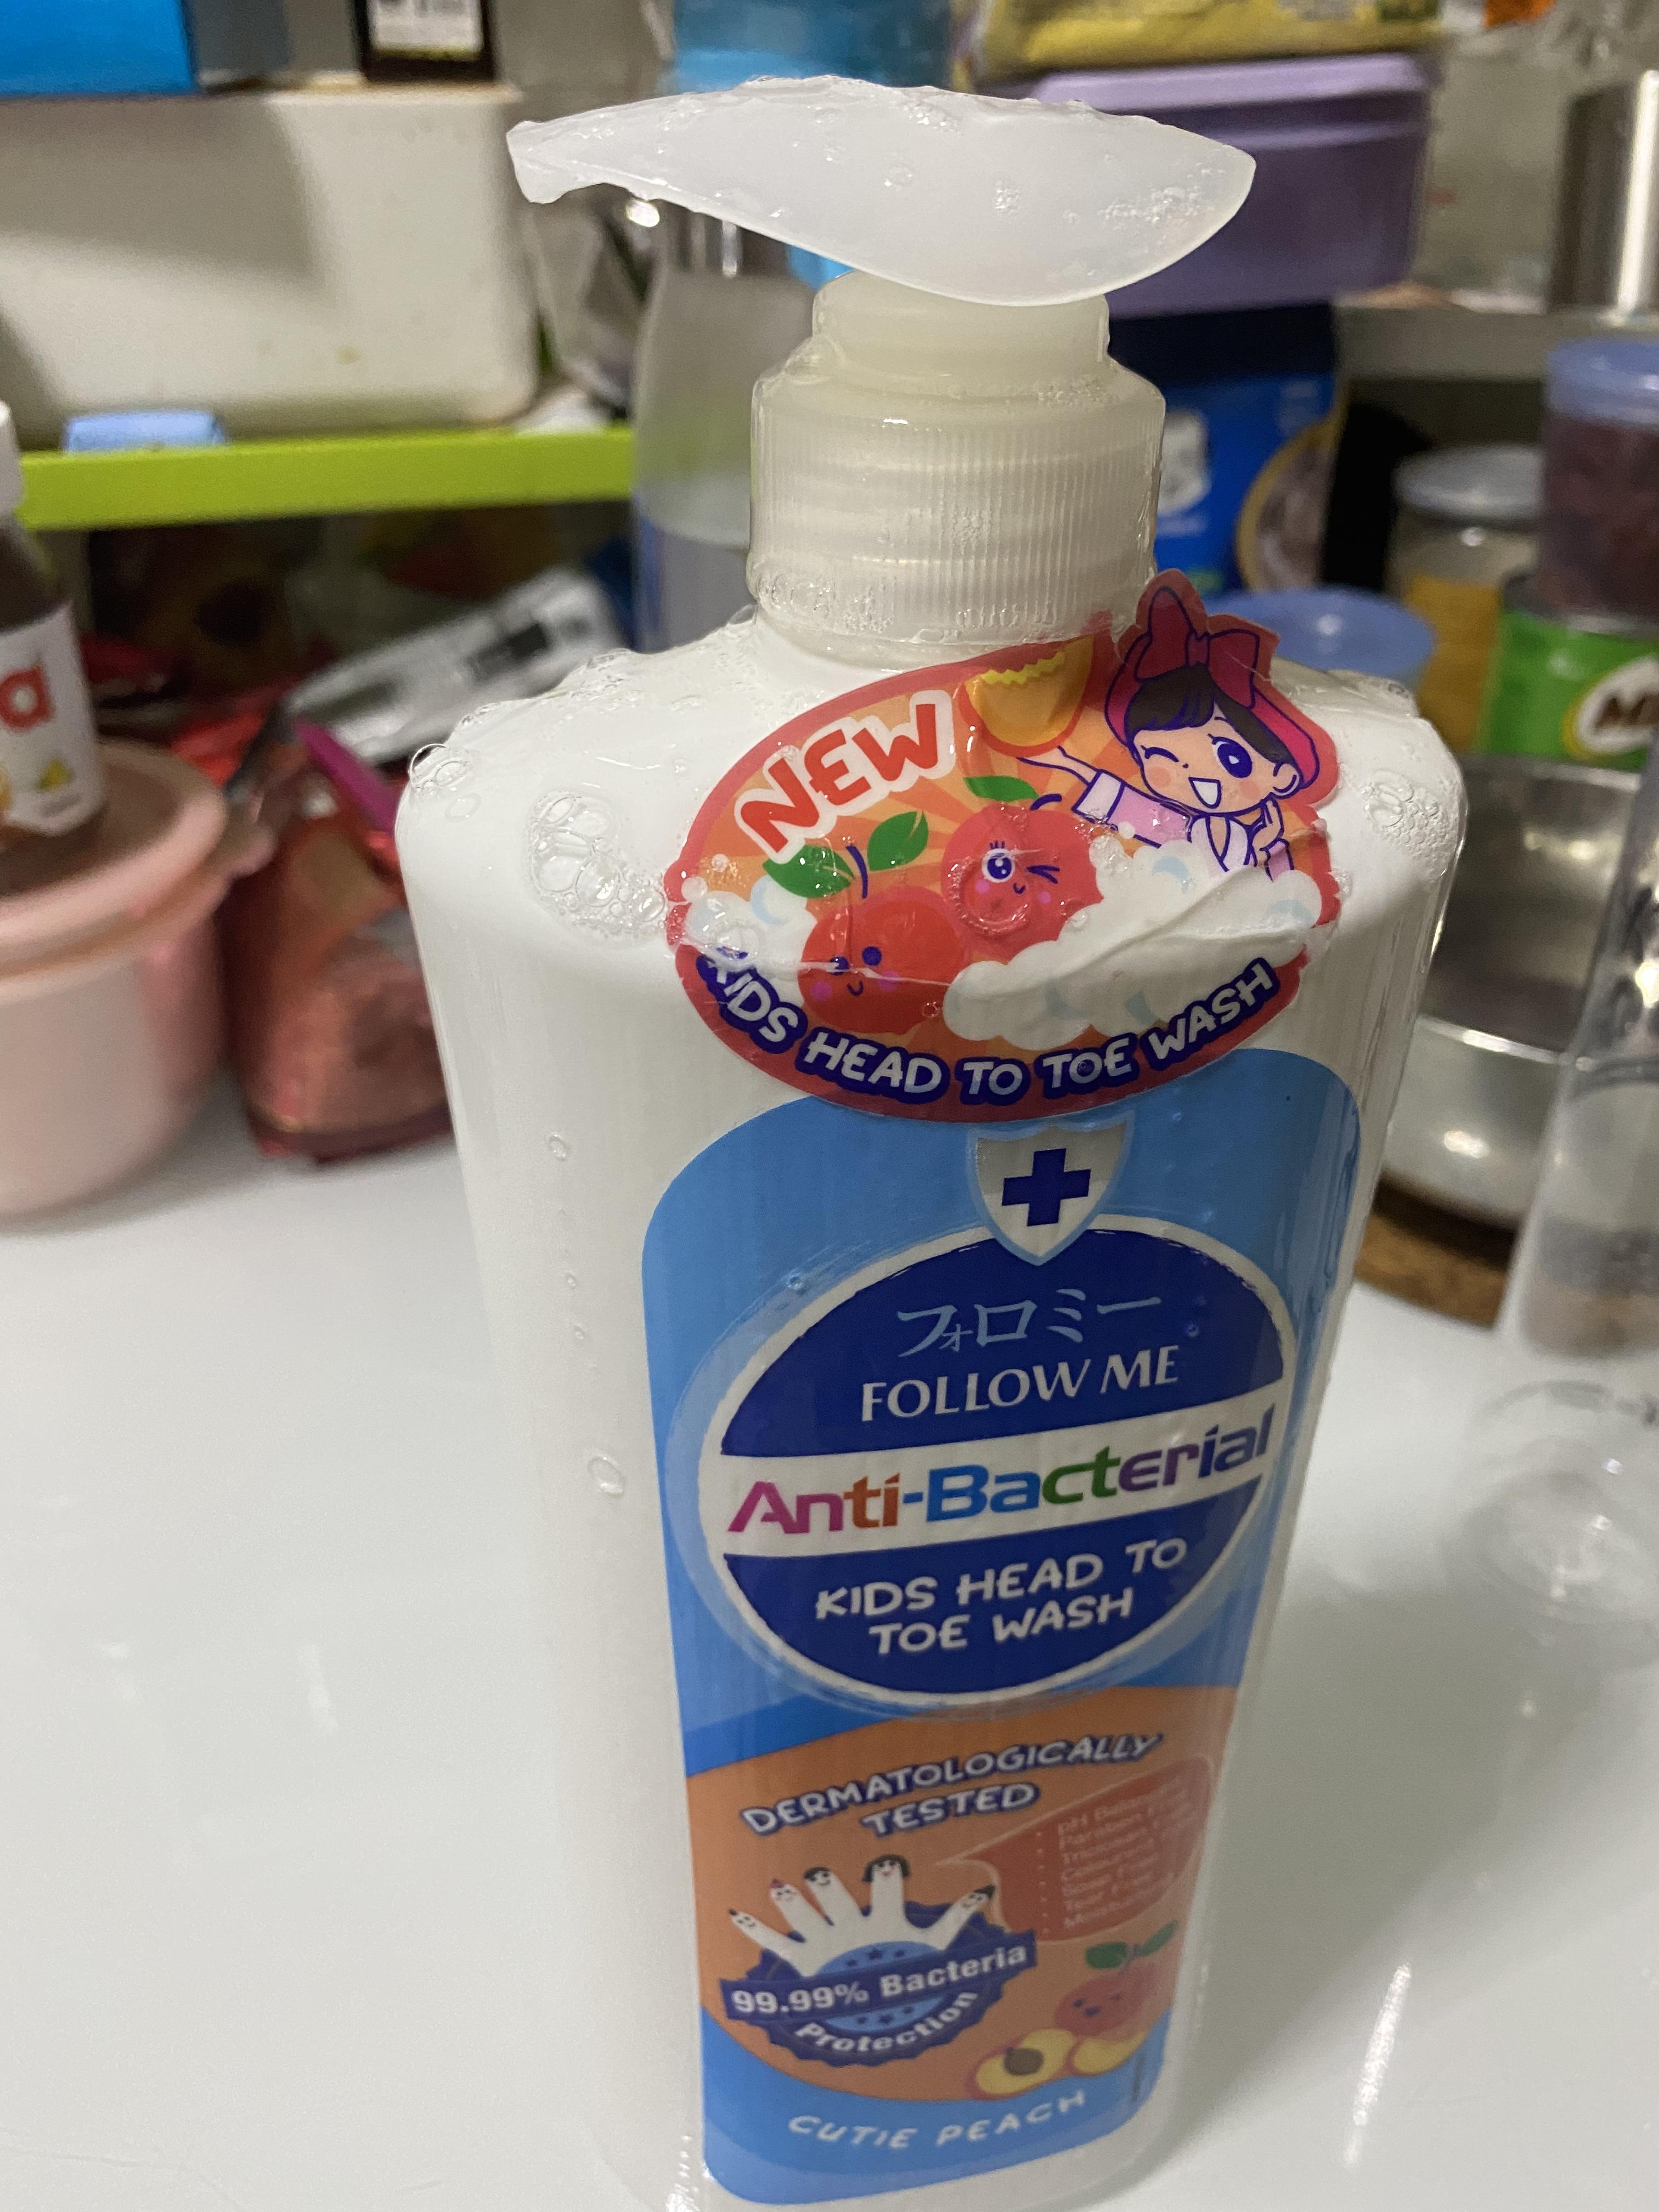 NEW
KIDS HEAD TO TOE WASH
フォロミー
FOLLOW ME
Anti-Bacterial
KIDS HEAD TO
TOE WASH
DERMATOLOGICALLY
TESTED
99.99% Bacteria
Protection
CUTIE PEACH